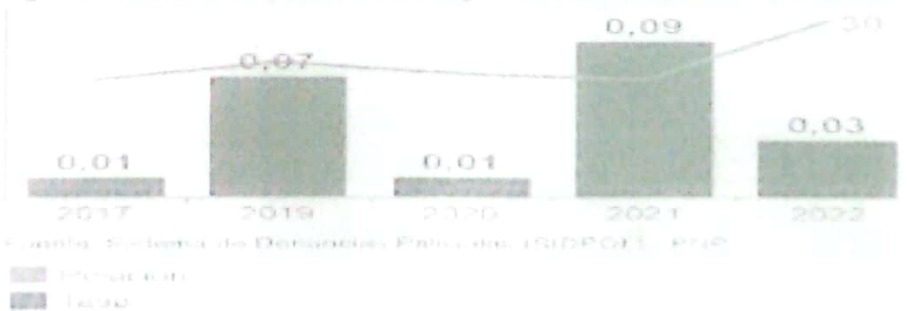 0,09 30
0,07
0,03
0,01 0,01
2017 2019 2020 2021 2022
Fuente: Sistema de Denuncias Policiales (SIDPOL) - PNP
Tasa